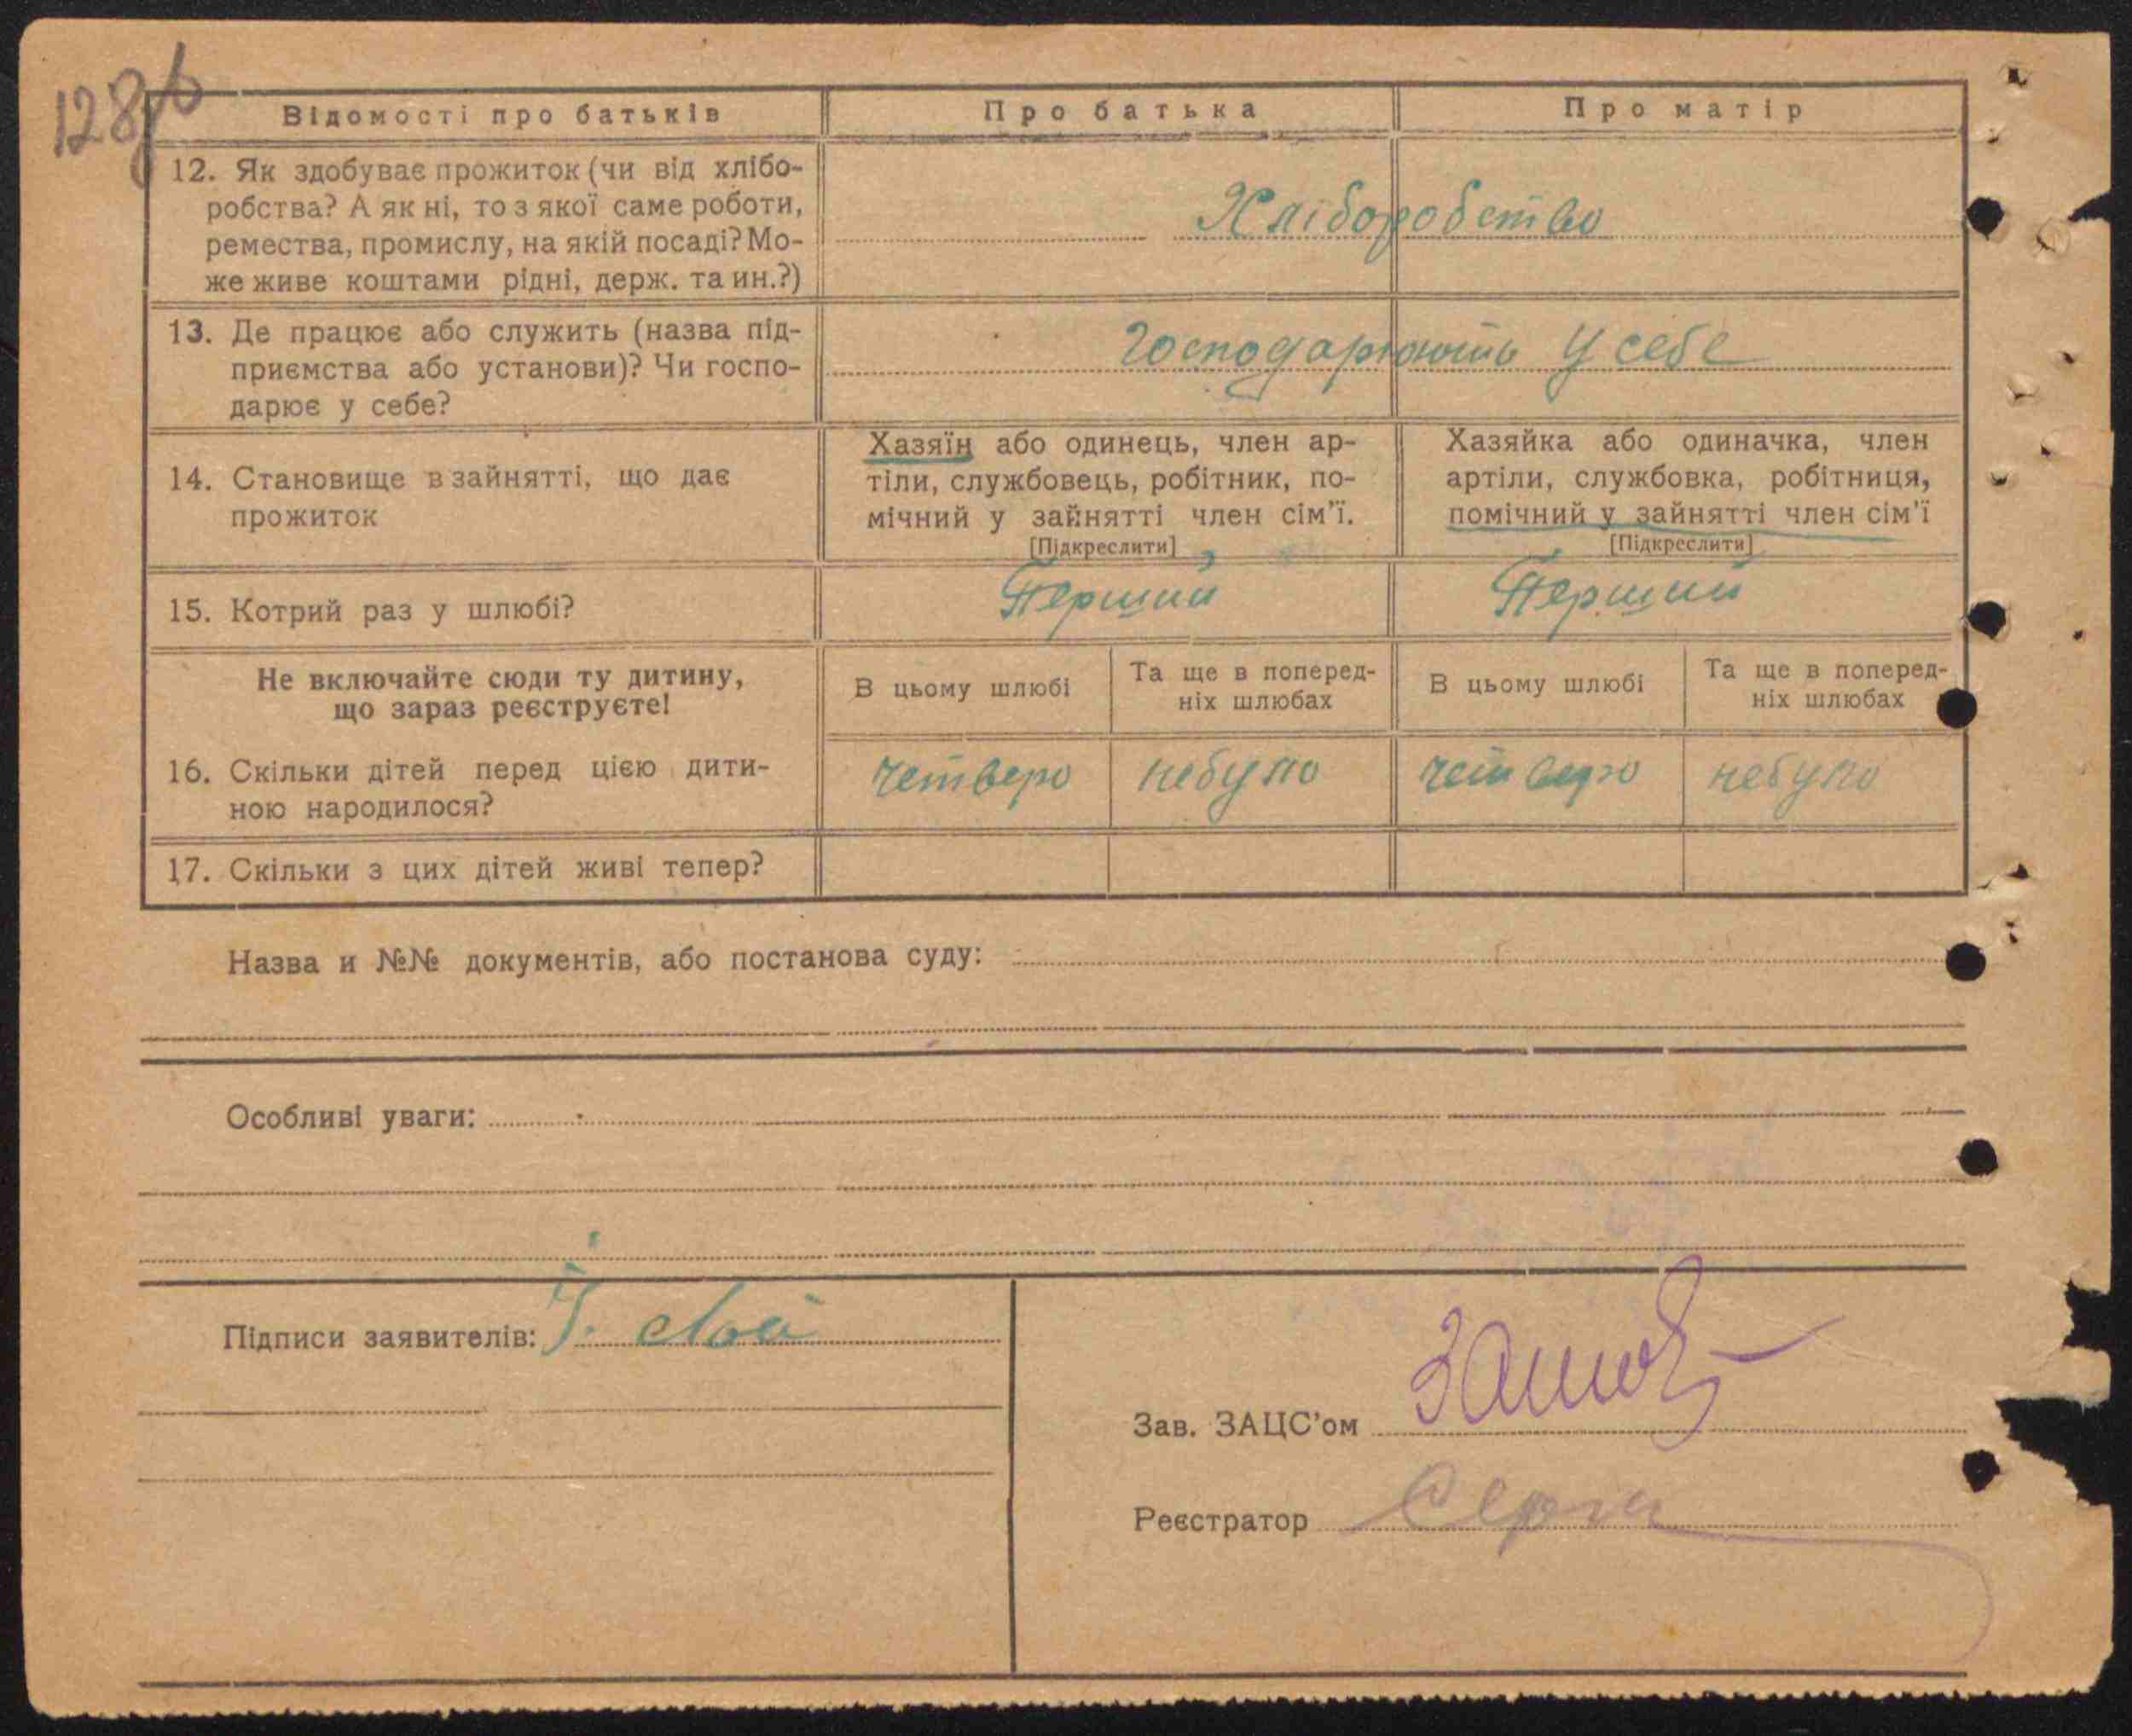 128
Відомості про батьків Про батька Про матір
12. Як здобуває прожиток (чи від хлібо-
робства? А як ні, то з якої саме роботи,
ремества, промислу, на якій посаді? Мо-
же живе коштами рідні, держ. та ин.?)
Хліборобство
13. Де працює або служить (назва під-
приємства або установи)? Чи госпо-
дарює у себе?
Господарюють У себе
14. Становище в зайнятті, що дає
прожиток
Хазяїн або одинець, член ар-
тіли, службовець, робітник, по-
мічний у зайнятті член сім'ї.
[Підкреслити]
Хазяйка або одиначка, член
артіли, службовка, робітниця,
помічний у зайнятті член сім'ї
[Підкреслити]
15. Котрий раз у шлюбі? Перший Перший
Не включайте сюди ту дитину,
що зараз реєструєте!
В цьому шлюбі
Та ще в поперед-
ніх шлюбах
В цьому шлюбі
Та ще в поперед-
ніх шлюбах
16. Скільки дітей перед цією дити-
ною народилося?
четверо небуло четверо небуло
17. Скільки з цих дітей живі тепер?
Назва и №№ документів, або постанова суду:
Особливі уваги:
Підписи заявителів:
Зав. ЗАЦС'ом
Реєстратор